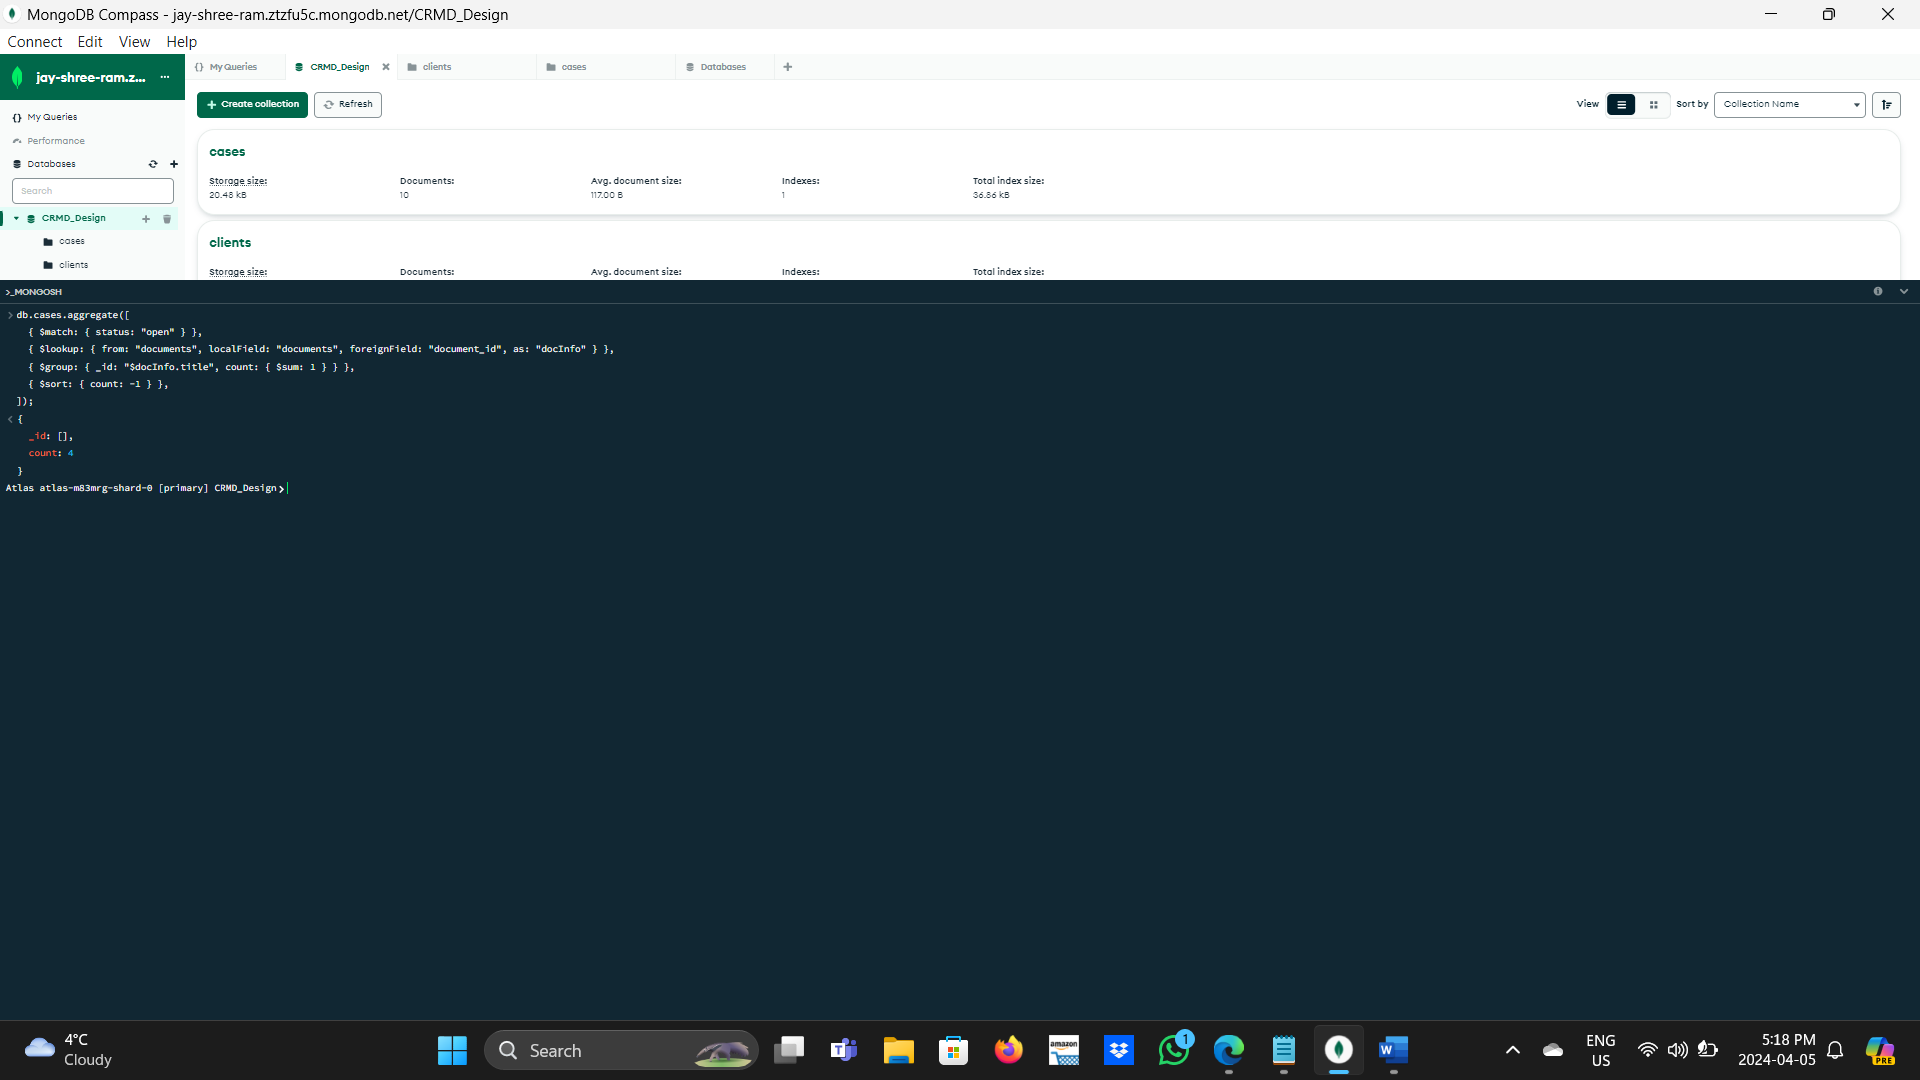 MongoDB Compass - jay-shree-ram.ztzfu5c.mongodb.net/CRMD_Design
Connect Edit View Help
jay-shree-ram.z... ...
{} My Queries
CRMD_Design
clients
cases
Databases
+
+ Create collection
Refresh
View
Sort by
Collection Name
{} My Queries
Performance
Databases
Search
CRMD_Design
cases
clients
cases
Storage size: Documents: Avg. document size: Indexes: Total index size:
20.48 kB 10 117.00 B 1 36.86 kB
clients
Storage size: Documents: Avg. document size: Indexes: Total index size:
>_MONGOSH
> db.cases.aggregate([
{ $match: { status: "open" } },
{ $lookup: { from: "documents", localField: "documents", foreignField: "document_id", as: "docInfo" } },
{ $group: { _id: "$docInfo.title", count: { $sum: 1 } } },
{ $sort: { count: -1 } },
]);
< {
_id: [],
count: 4
}
Atlas atlas-m83mrg-shard-0 [primary] CRMD_Design>
4°C
Cloudy
Search
amazon
1
W
PRE
ENG
US
5:18 PM
2024-04-05